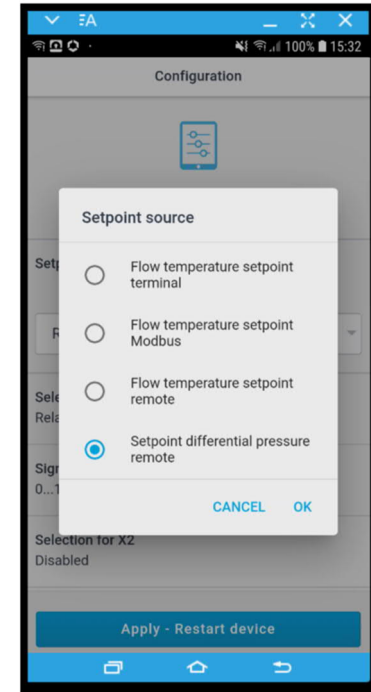 ΞA
100% 15:32
Configuration
Setpoint source
Flow temperature setpoint
terminal
Flow temperature setpoint
Modbus
Flow temperature setpoint
remote
Setpoint differential pressure
remote
CANCEL OK
Selection for X2
Disabled
Apply - Restart device